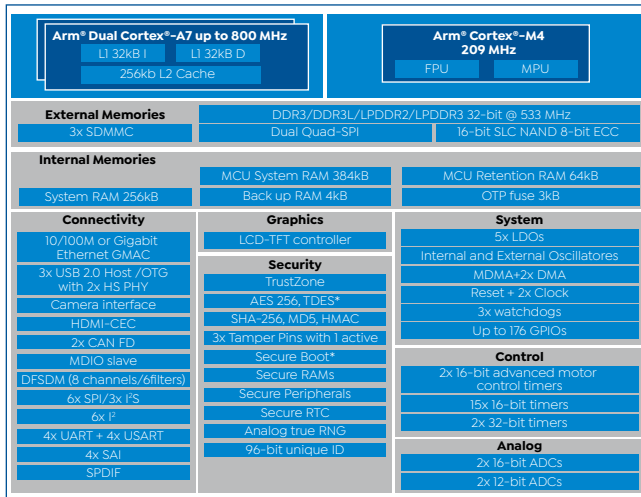 Arm® Dual Cortex®-A7 up to 800 MHz
L1 32kB I
L1 32kB D
256kb L2 Cache
Arm® Cortex®-M4
209 MHz
FPU
MPU
External Memories
DDR3/DDR3L/LPDDR2/LPDDR3 32-bit @ 533 MHz
3x SDMMC
Dual Quad-SPI
16-bit SLC NAND 8-bit ECC
Internal Memories
MCU System RAM 384kB
MCU Retention RAM 64kB
System RAM 256kB
Back up RAM 4kB
OTP fuse 3kB
Connectivity
10/100M or Gigabit
Ethernet GMAC
3x USB 2.0 Host /OTG
with 2x HS PHY
Camera interface
HDMI-CEC
2x CAN FD
MDIO slave
DFSDM (8 channels/6filters)
6x SPI/3x I²S
6x I²
4x UART + 4x USART
4x SAI
SPDIF
Graphics
LCD-TFT controller
Security
TrustZone
AES 256, TDES*
SHA-256, MD5, HMAC
3x Tamper Pins with 1 active
Secure Boot*
Secure RAMs
Secure Peripherals
Secure RTC
Analog true RNG
96-bit unique ID
System
5x LDOs
Internal and External Oscillatores
MDMA+2x DMA
Reset + 2x Clock
3x watchdogs
Up to 176 GPIOs
Control
2x 16-bit advanced motor
control timers
15x 16-bit timers
2x 32-bit timers
Analog
2x 16-bit ADCs
2x 12-bit ADCs